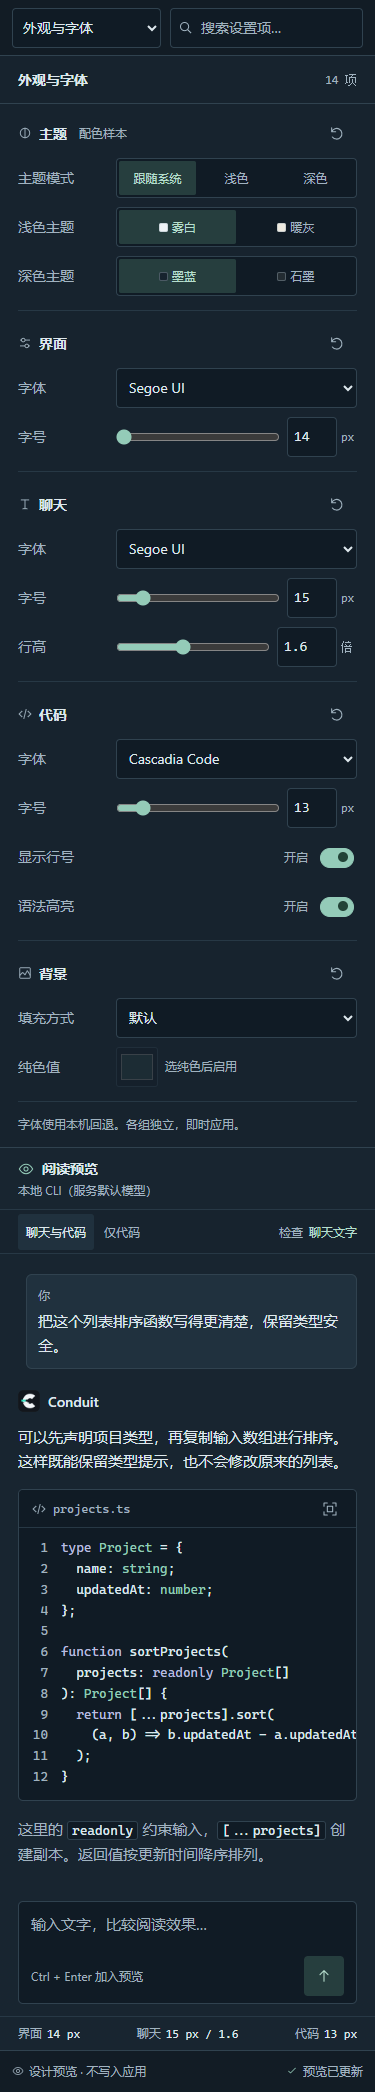 外观与字体
搜索设置项...
外观与字体 14 项
主题 配色样本
主题模式 跟随系统 浅色 深色
浅色主题 雾白 暖灰
深色主题 墨蓝 石墨
界面
字体 Segoe UI
字号 14 px
聊天
字体 Segoe UI
字号 15 px
行高 1.6 倍
代码
字体 Cascadia Code
字号 13 px
显示行号 开启
语法高亮 开启
背景
填充方式 默认
纯色值 选纯色后启用
字体使用本机回退。各组独立，即时应用。
阅读预览
本地 CLI（服务默认模型）
聊天与代码 仅代码 检查 聊天文字
你
把这个列表排序函数写得更清楚，保留类型安
全。
Conduit
可以先声明项目类型，再复制输入数组进行排序。
这样既能保留类型提示，也不会修改原来的列表。
projects.ts
1 type Project = {
2   name: string;
3   updatedAt: number;
4 };
5
6 function sortProjects(
7   projects: readonly Project[]
8 ): Project[] {
9   return [...projects].sort(
10     (a, b) => b.updatedAt - a.updatedAt
11   );
12 }
这里的 readonly 约束输入，[...projects] 创
建副本。返回值按更新时间降序排列。
输入文字，比较阅读效果...
Ctrl + Enter 加入预览
界面 14 px 聊天 15 px / 1.6 代码 13 px
设计预览 · 不写入应用 预览已更新